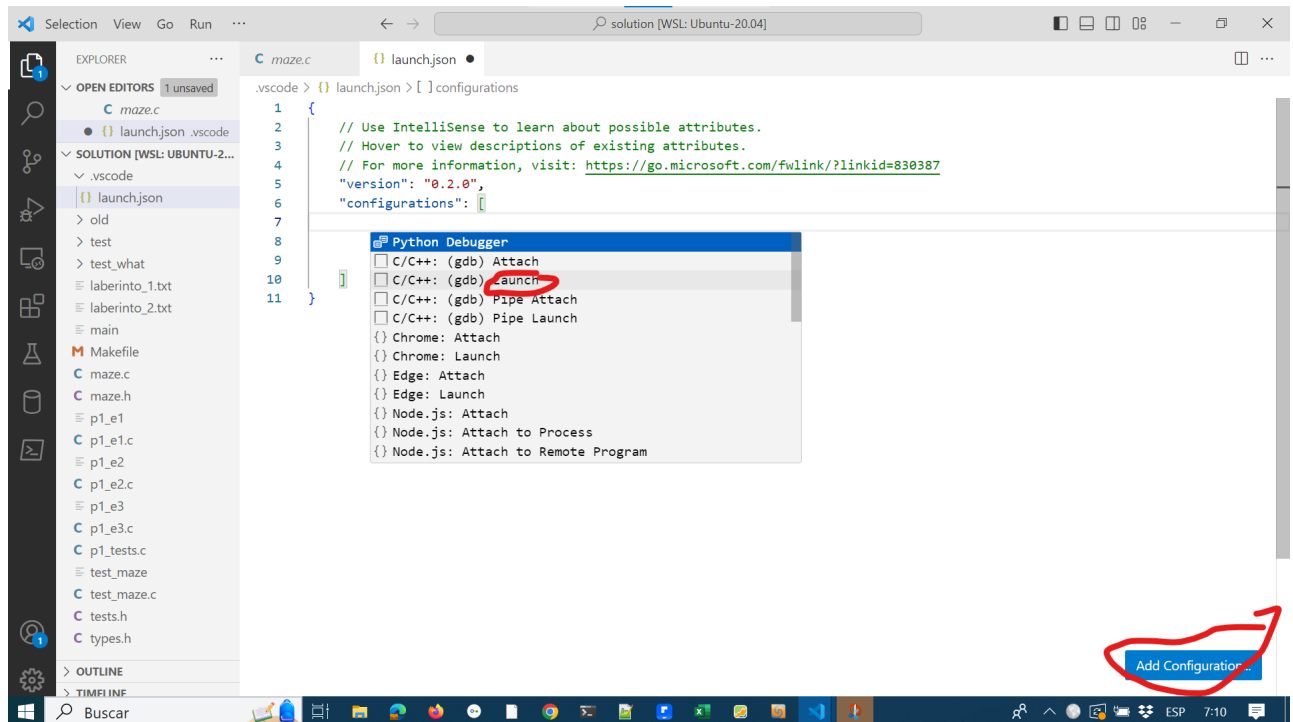 Selection View Go Run ···
solution [WSL: Ubuntu-20.04]
EXPLORER ···
OPEN EDITORS 1 unsaved
C maze.c
{} launch.json .vscode
SOLUTION [WSL: UBUNTU-2...
.vscode
{} launch.json
old
test
test_what
laberinto_1.txt
laberinto_2.txt
main
M Makefile
C maze.c
C maze.h
p1_e1
C p1_e1.c
p1_e2
C p1_e2.c
p1_e3
C p1_e3.c
C p1_tests.c
test_maze
C test_maze.c
C tests.h
C types.h
OUTLINE
TIMELINE
1
1
C maze.c {} launch.json
.vscode > {} launch.json > [ ] configurations
1 {
2 // Use IntelliSense to learn about possible attributes.
3 // Hover to view descriptions of existing attributes.
4 // For more information, visit: https://go.microsoft.com/fwlink/?linkid=830387
5 "version": "0.2.0",
6 "configurations": [
7
8
9
10 ]
11 }
Python Debugger
C/C++: (gdb) Attach
C/C++: (gdb) Launch
C/C++: (gdb) Pipe Attach
C/C++: (gdb) Pipe Launch
{} Chrome: Attach
{} Chrome: Launch
{} Edge: Attach
{} Edge: Launch
{} Node.js: Attach
{} Node.js: Attach to Process
{} Node.js: Attach to Remote Program
Add Configuration...
Buscar
ESP 7:10